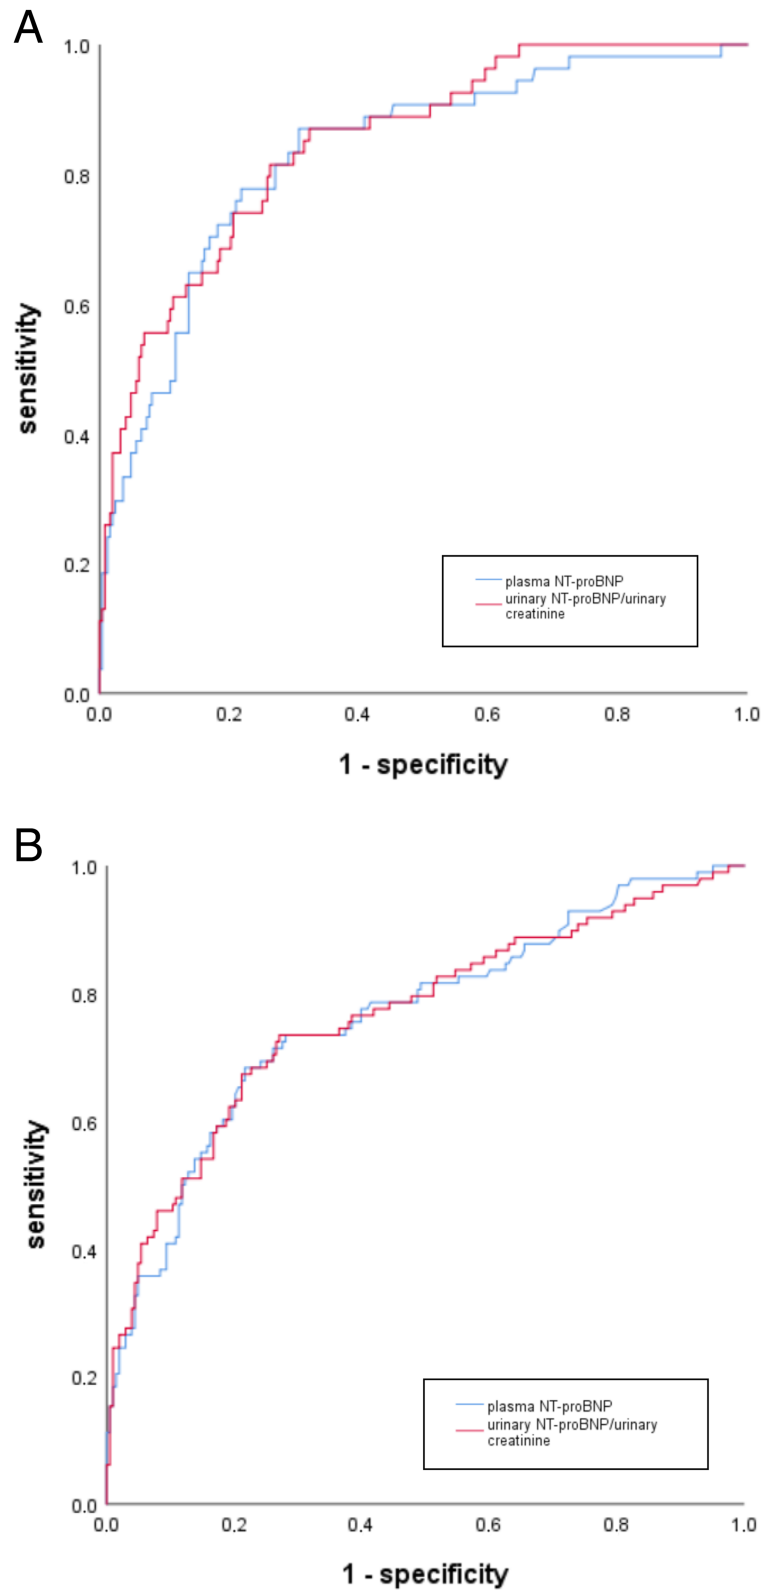 A
1.0
0.8
0.6
0.4
0.2
0.0
sensitivity
plasma NT-proBNP
urinary NT-proBNP/urinary
creatinine
0.0 0.2 0.4 0.6 0.8 1.0
1 - specificity
B
1.0
0.8
0.6
0.4
0.2
0.0
sensitivity
plasma NT-proBNP
urinary NT-proBNP/urinary
creatinine
0.0 0.2 0.4 0.6 0.8 1.0
1 - specificity